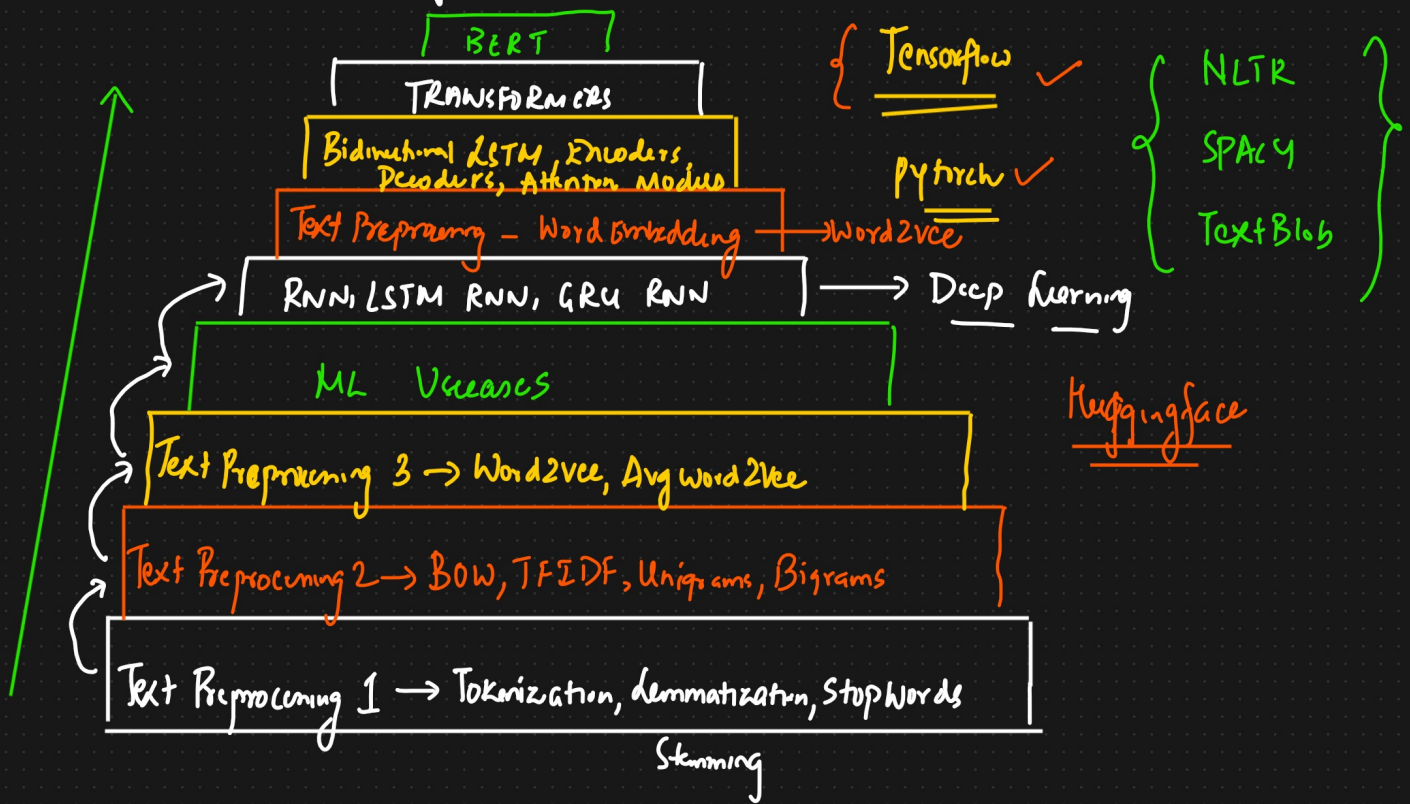 BERT
TRANSFORMERS
Bidirectional LSTM, Encoders,
Decoders, Attention Models
Text Preprocessing - Word Embedding → Word2vec
RNN, LSTM RNN, GRU RNN → Deep Learning
ML Usecases
Text Preprocessing 3 → Word2vec, Avgword2vec
Text Preprocessing 2 → BOW, TFIDF, Unigrams, Bigrams
Text Preprocessing 1 → Tokenization, Lemmatization, StopWords
Stemming
Tensorflow ✓
Pytorch ✓
NLTK
SPACY
TextBlob
Huggingface